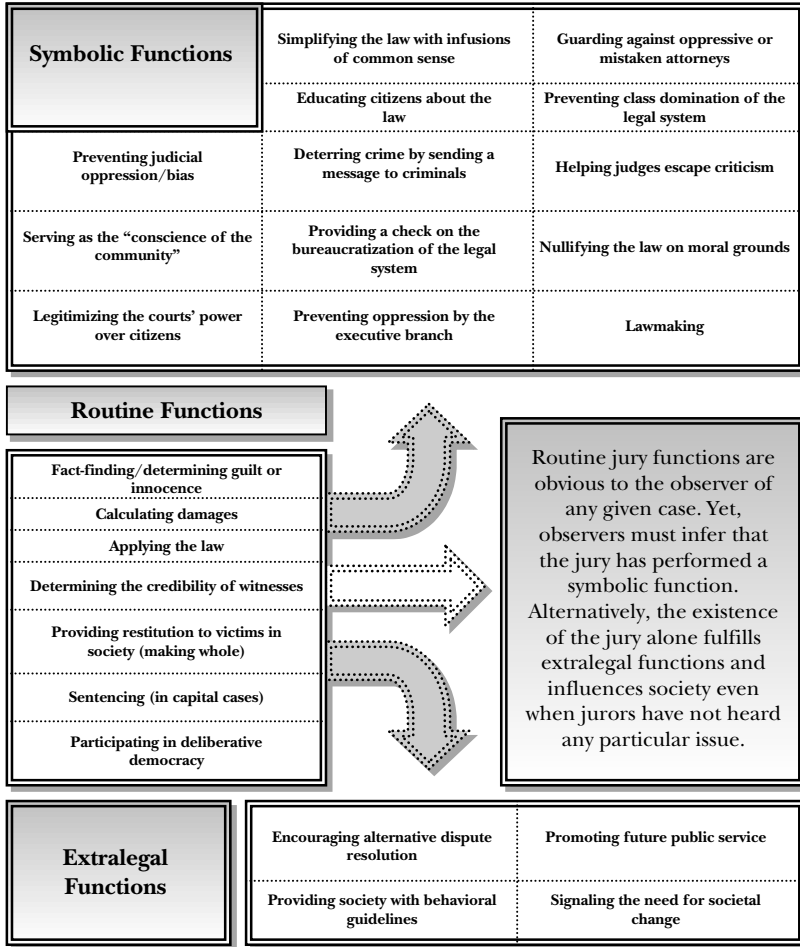 Symbolic Functions
Simplifying the law with infusions
of common sense
Guarding against oppressive or
mistaken attorneys
Educating citizens about the
law
Preventing class domination of the
legal system
Preventing judicial
oppression/bias
Deterring crime by sending a
message to criminals
Helping judges escape criticism
Serving as the “conscience of the
community”
Providing a check on the
bureaucratization of the legal
system
Nullifying the law on moral grounds
Legitimizing the courts’ power
over citizens
Preventing oppression by the
executive branch
Lawmaking
Routine Functions
Fact-finding/determining guilt or
innocence
Calculating damages
Applying the law
Determining the credibility of witnesses
Providing restitution to victims in
society (making whole)
Sentencing (in capital cases)
Participating in deliberative
democracy
Routine jury functions are
obvious to the observer of
any given case. Yet,
observers must infer that
the jury has performed a
symbolic function.
Alternatively, the existence
of the jury alone fulfills
extralegal functions and
influences society even
when jurors have not heard
any particular issue.
Extralegal
Functions
Encouraging alternative dispute
resolution
Promoting future public service
Providing society with behavioral
guidelines
Signaling the need for societal
change